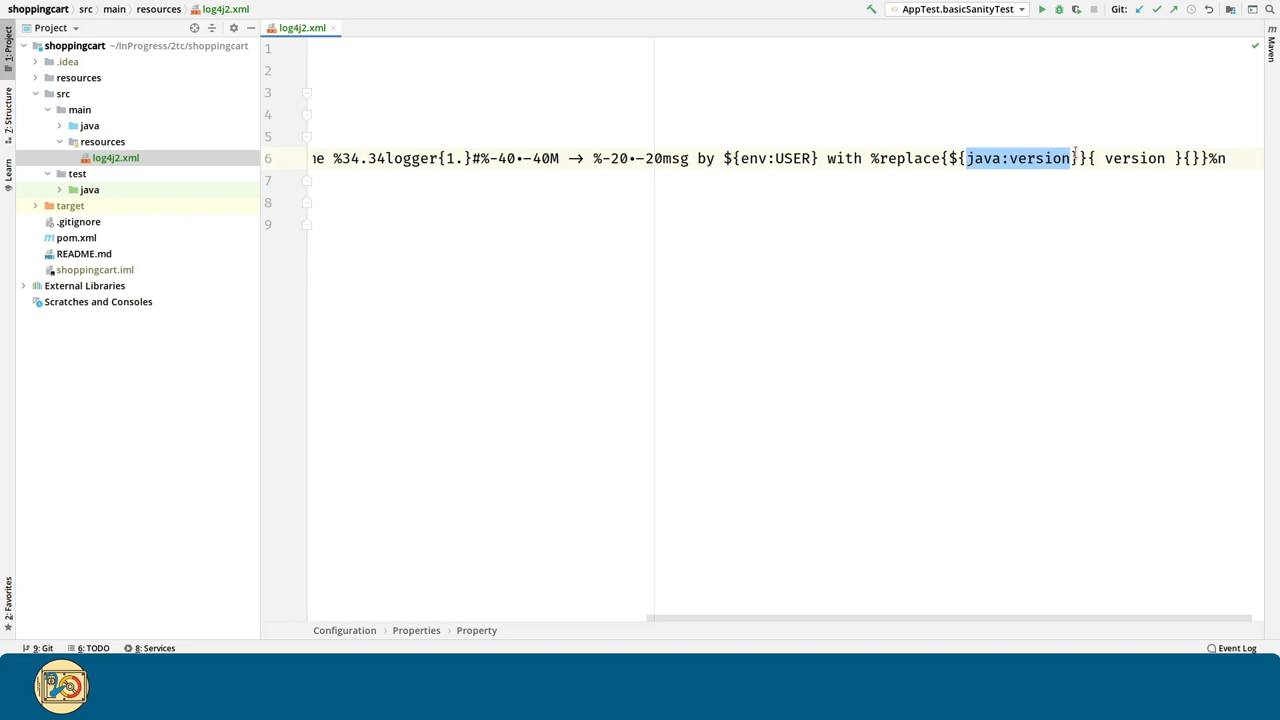 shoppingcart src main resources log4j2.xml
AppTest.basicSanityTest
Git:
Project
log4j2.xml
shoppingcart ~/InProgress/2tc/shoppingcart
.idea
resources
src
main
java
resources
log4j2.xml
test
java
target
.gitignore
pom.xml
README.md
shoppingcart.iml
External Libraries
Scratches and Consoles
1: Project
7: Structure
Learn
2: Favorites
1
2
3
4
5
6 ne %34.34logger{1.}#%-40•-40M -> %-20•-20msg by ${env:USER} with %replace{${java:version}}{ version }{}}%n
7
8
9
Maven
Configuration › Properties › Property
9: Git 6: TODO 8: Services Event Log